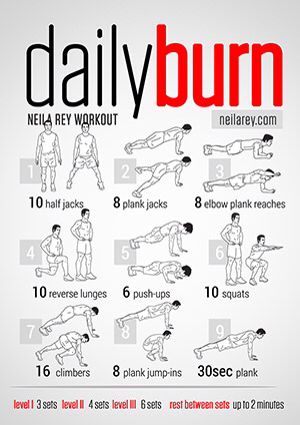 dailyburn
NEILA REY WORKOUT neilarey.com
1 2 3
10 half jacks 8 plank jacks 8 elbow plank reaches
4 5 6
10 reverse lunges 6 push-ups 10 squats
7 8 9
16 climbers 8 plank jump-ins 30sec plank
level I 3 sets level II 4 sets level III 6 sets rest between sets up to 2 minutes